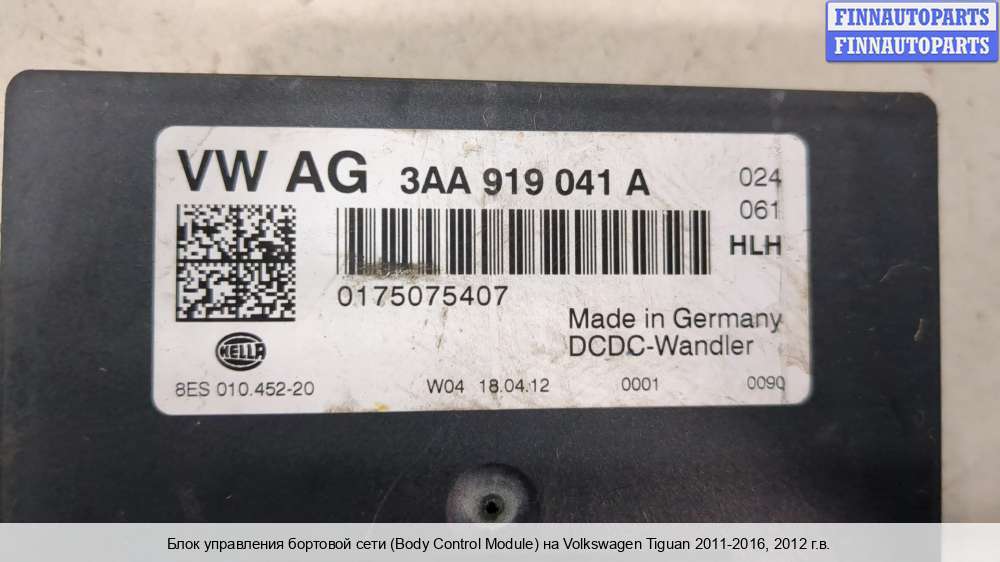 FINNAUTOPARTS
FINNAUTOPARTS
VW AG 3AA 919 041 A 024
061
HLH
0175075407
Made in Germany
DCDC-Wandler
HELLA
8ES 010.452-20 W04 18.04.12 0001 0090
Блок управления бортовой сети (Body Control Module) на Volkswagen Tiguan 2011-2016, 2012 г.в.